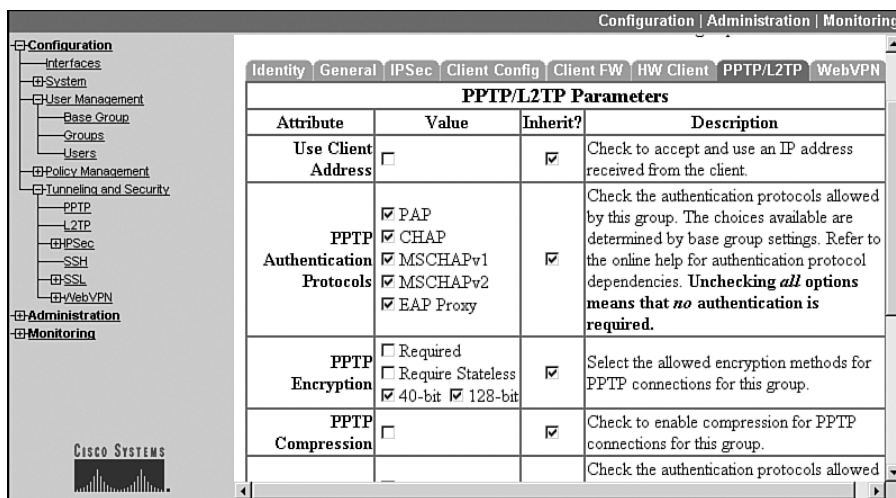 Configuration | Administration | Monitoring
Configuration
Interfaces
System
User Management
Base Group
Groups
Users
Policy Management
Tunneling and Security
PPTP
L2TP
IPSec
SSH
SSL
WebVPN
Administration
Monitoring
CISCO SYSTEMS
Identity General IPSec Client Config Client FW HW Client PPTP/L2TP WebVPN
PPTP/L2TP Parameters
Attribute Value Inherit? Description
Use Client
Address
Check to accept and use an IP address
received from the client.
PPTP
Authentication
Protocols
PAP
CHAP
MSCHAPv1
MSCHAPv2
EAP Proxy
Check the authentication protocols allowed
by this group. The choices available are
determined by base group settings. Refer to
the online help for authentication protocol
dependencies. Unchecking all options
means that no authentication is
required.
PPTP
Encryption
Required
Require Stateless
40-bit 128-bit
Select the allowed encryption methods for
PPTP connections for this group.
PPTP
Compression
Check to enable compression for PPTP
connections for this group.
Check the authentication protocols allowed